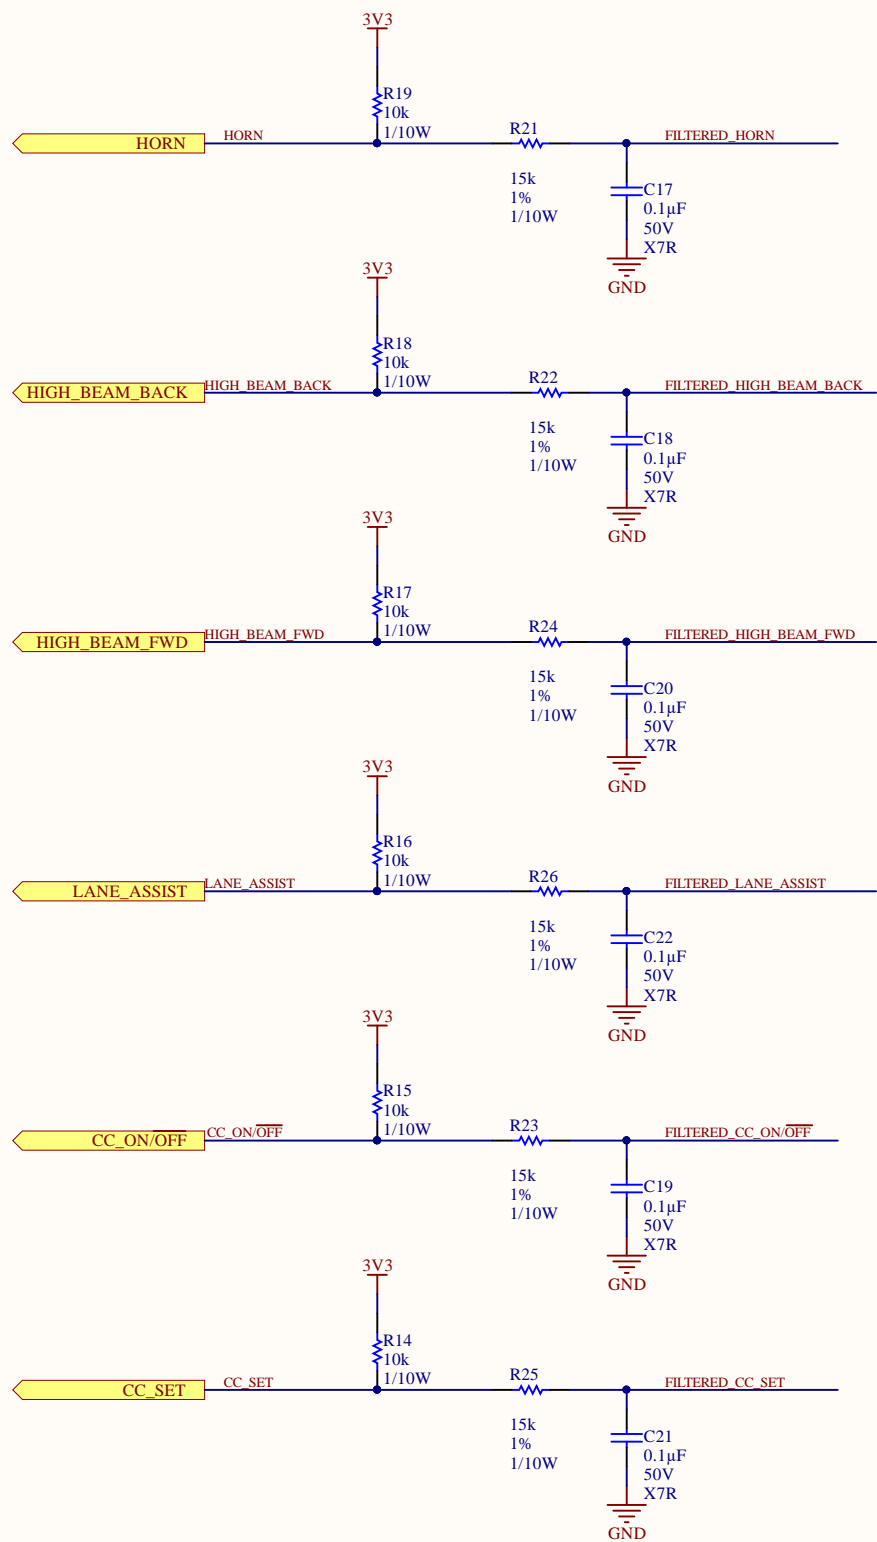 3V3
R19
10k
1/10W
HORN
HORN
R21
15k
1%
1/10W
FILTERED_HORN
C17
0.1µF
50V
X7R
GND
3V3
R18
10k
1/10W
HIGH_BEAM_BACK
HIGH_BEAM_BACK
R22
15k
1%
1/10W
FILTERED_HIGH_BEAM_BACK
C18
0.1µF
50V
X7R
GND
3V3
R17
10k
1/10W
HIGH_BEAM_FWD
HIGH_BEAM_FWD
R24
15k
1%
1/10W
FILTERED_HIGH_BEAM_FWD
C20
0.1µF
50V
X7R
GND
3V3
R16
10k
1/10W
LANE_ASSIST
LANE_ASSIST
R26
15k
1%
1/10W
FILTERED_LANE_ASSIST
C22
0.1µF
50V
X7R
GND
3V3
R15
10k
1/10W
CC_ON/O̅F̅F̅
CC_ON/O̅F̅F̅
R23
15k
1%
1/10W
FILTERED_CC_ON/O̅F̅F̅
C19
0.1µF
50V
X7R
GND
3V3
R14
10k
1/10W
CC_SET
CC_SET
R25
15k
1%
1/10W
FILTERED_CC_SET
C21
0.1µF
50V
X7R
GND